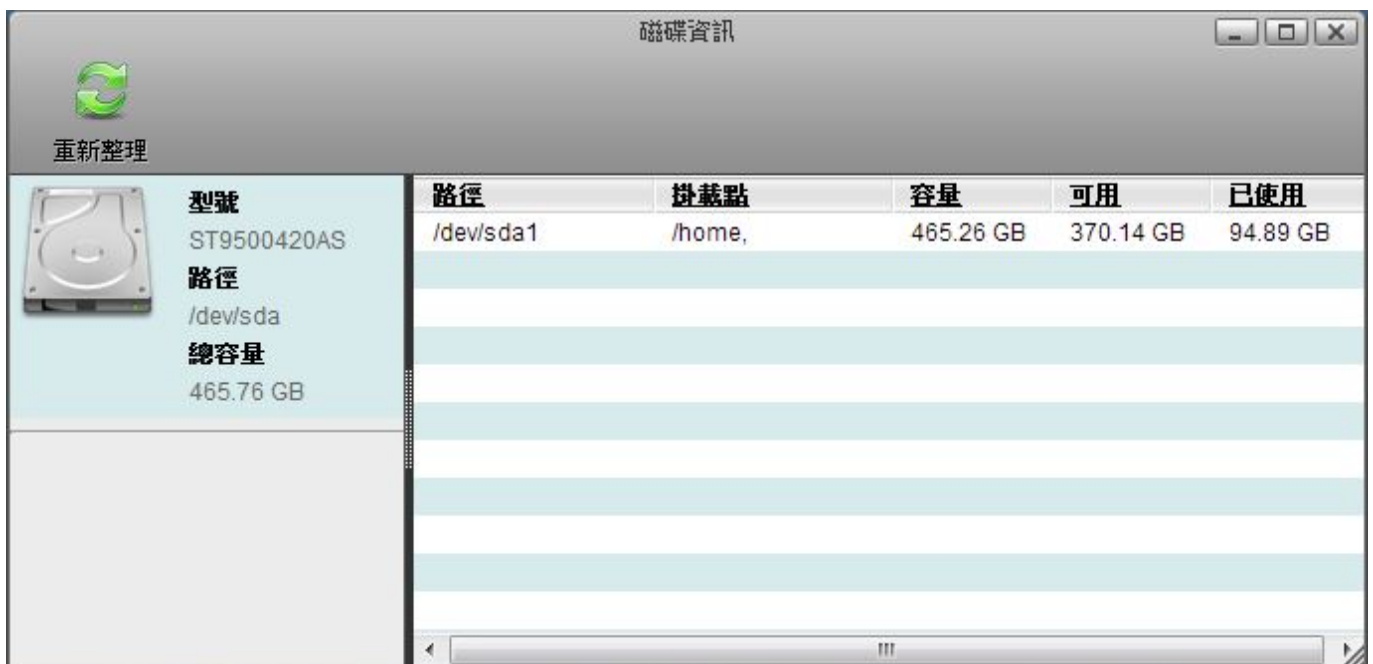 磁碟資訊
重新整理
型號
ST9500420AS
路徑
/dev/sda
總容量
465.76 GB
路徑 掛載點 容量 可用 已使用
/dev/sda1 /home, 465.26 GB 370.14 GB 94.89 GB